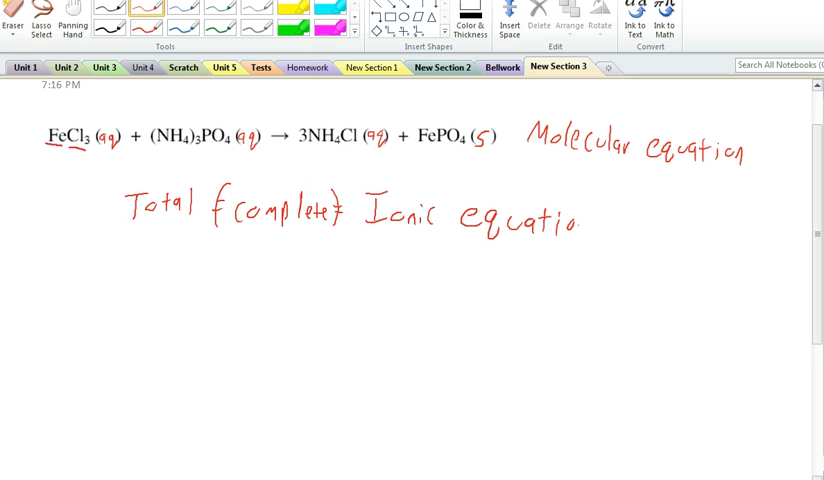 Eraser Lasso Select Panning Hand Color & Thickness Insert Space Delete Arrange Rotate Ink to Text Ink to Math
Tools Insert Shapes Edit Convert
Unit 1 Unit 2 Unit 3 Unit 4 Scratch Unit 5 Tests Homework New Section 1 New Section 2 Bellwork New Section 3 Search All Notebooks (C
7:16 PM
FeCl₃ (aq) + (NH₄)₃PO₄ (aq) → 3NH₄Cl (aq) + FePO₄ (s) Molecular equation
Total (complete) Ionic equatio